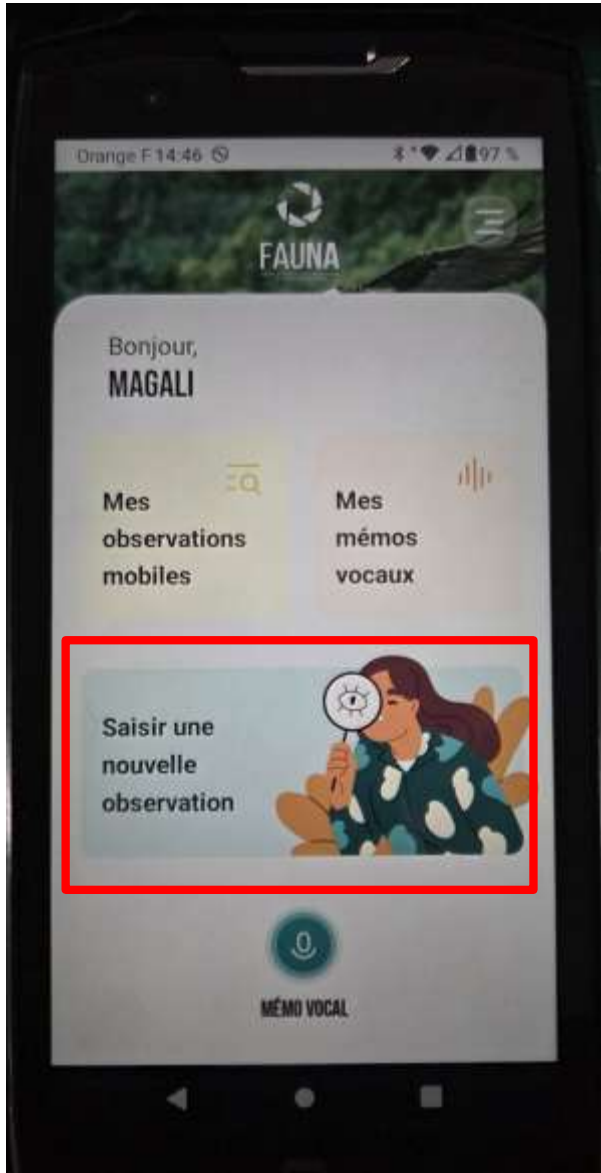 Orange F 14:46 97 %
FAUNA
Bonjour,
MAGALI
Mes
observations
mobiles
Mes
mémos
vocaux
Saisir une
nouvelle
observation
MÉMO VOCAL